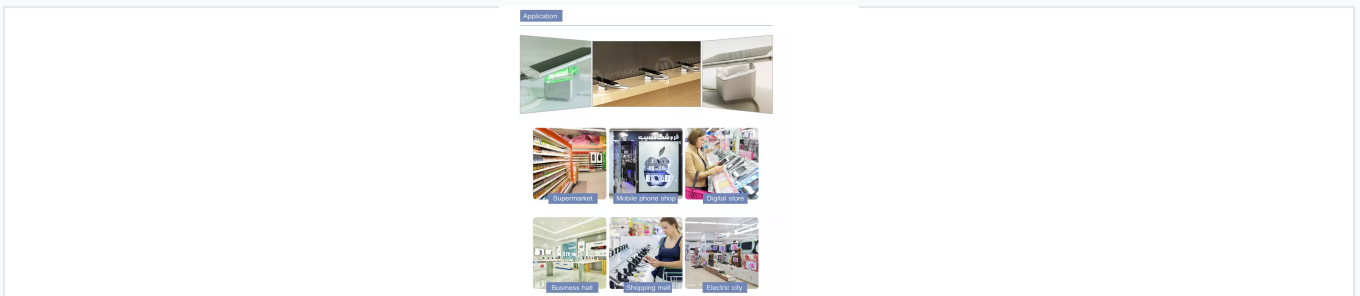 Application
Supermarket
Mobile phone shop
Digital store
Business hall
Shopping mall
Electric city